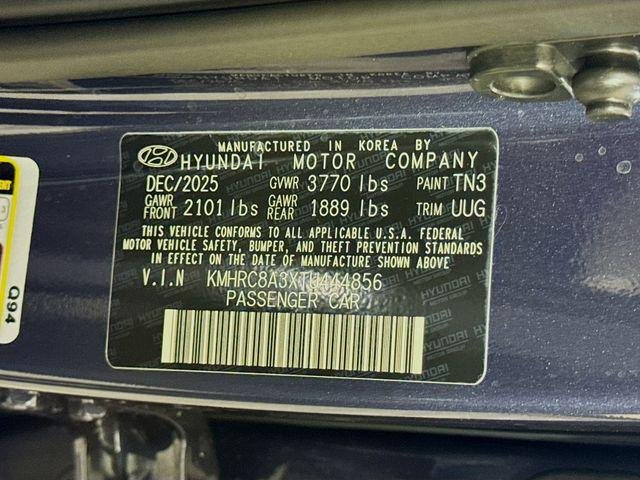 MANUFACTURED IN KOREA BY
HYUNDAI MOTOR COMPANY
DEC/2025 GVWR 3770 lbs PAINT TN3
GAWR FRONT 2101 lbs GAWR REAR 1889 lbs TRIM UUG
THIS VEHICLE CONFORMS TO ALL APPLICABLE U.S.A. FEDERAL
MOTOR VEHICLE SAFETY, BUMPER, AND THEFT PREVENTION STANDARDS
IN EFFECT ON THE DATE OF MANUFACTURE SHOWN ABOVE
V.I.N KMHRC8A3XTU444856
PASSENGER CAR
Q94